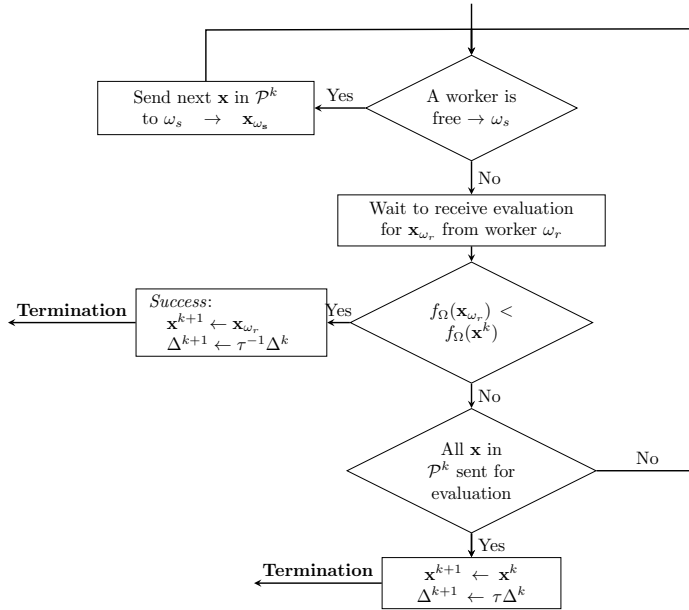 Send next x in 𝒫^k
to ω_s → x_{ω_s}
Yes
A worker is
free → ω_s
No
Wait to receive evaluation
for x_{ω_r} from worker ω_r
Termination
Success:
x^{k+1} ← x_{ω_r}
Δ^{k+1} ← τ^{-1}Δ^k
Yes
f_Ω(x_{ω_r}) <
f_Ω(x^k)
No
All x in
𝒫^k sent for
evaluation
No
Yes
Termination
x^{k+1} ← x^k
Δ^{k+1} ← τΔ^k